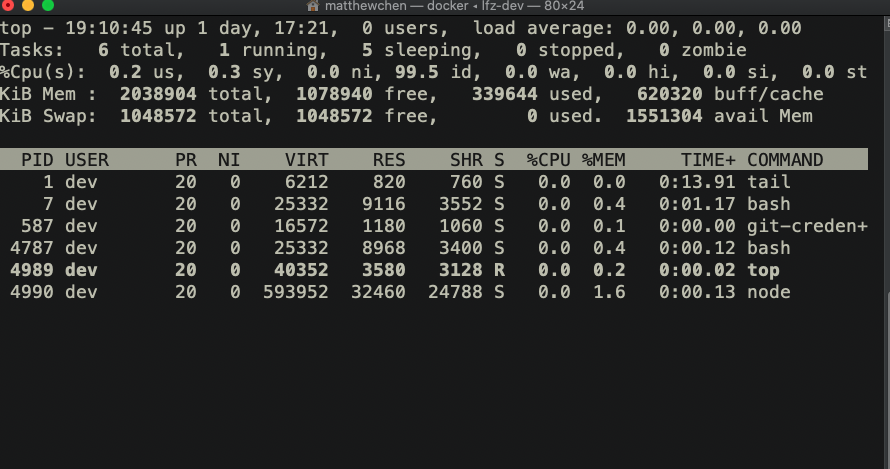 matthewchen — docker ◂ lfz-dev — 80×24
top - 19:10:45 up 1 day, 17:21,  0 users,  load average: 0.00, 0.00, 0.00
Tasks:   6 total,   1 running,   5 sleeping,   0 stopped,   0 zombie
%Cpu(s):  0.2 us,  0.3 sy,  0.0 ni, 99.5 id,  0.0 wa,  0.0 hi,  0.0 si,  0.0 st
KiB Mem :  2038904 total,  1078940 free,   339644 used,   620320 buff/cache
KiB Swap:  1048572 total,  1048572 free,        0 used.  1551304 avail Mem
PID USER      PR  NI    VIRT    RES    SHR S  %CPU %MEM     TIME+ COMMAND
1 dev       20   0    6212    820    760 S   0.0  0.0   0:13.91 tail
7 dev       20   0   25332   9116   3552 S   0.0  0.4   0:01.17 bash
587 dev       20   0   16572   1180   1060 S   0.0  0.1   0:00.00 git-creden+
4787 dev       20   0   25332   8968   3400 S   0.0  0.4   0:00.12 bash
4989 dev       20   0   40352   3580   3128 R   0.0  0.2   0:00.02 top
4990 dev       20   0  593952  32460  24788 S   0.0  1.6   0:00.13 node